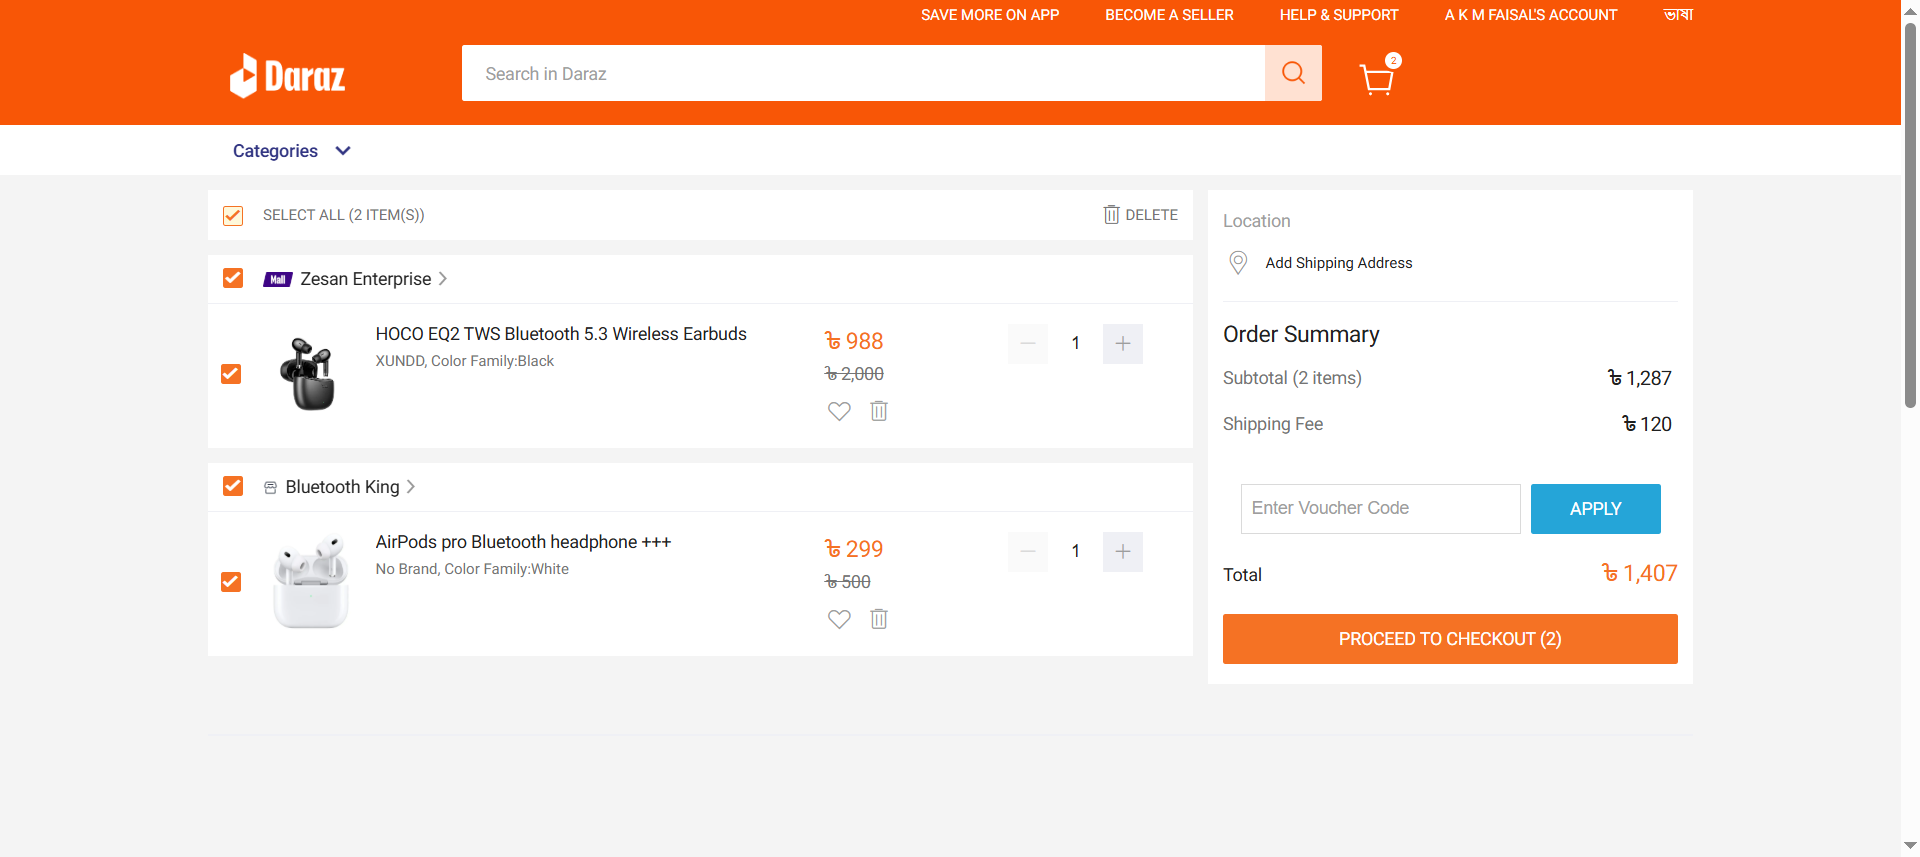 SAVE MORE ON APP BECOME A SELLER HELP & SUPPORT A K M FAISAL'S ACCOUNT ভাষা
Daraz
Search in Daraz
2
Categories
SELECT ALL (2 ITEM(S))
DELETE
Mall Zesan Enterprise
HOCO EQ2 TWS Bluetooth 5.3 Wireless Earbuds
XUNDD, Color Family:Black
৳ 988
৳ 2,000
1
Bluetooth King
AirPods pro Bluetooth headphone +++
No Brand, Color Family:White
৳ 299
৳ 500
1
Location
Add Shipping Address
Order Summary
Subtotal (2 items) ৳ 1,287
Shipping Fee ৳ 120
Enter Voucher Code APPLY
Total ৳ 1,407
PROCEED TO CHECKOUT (2)